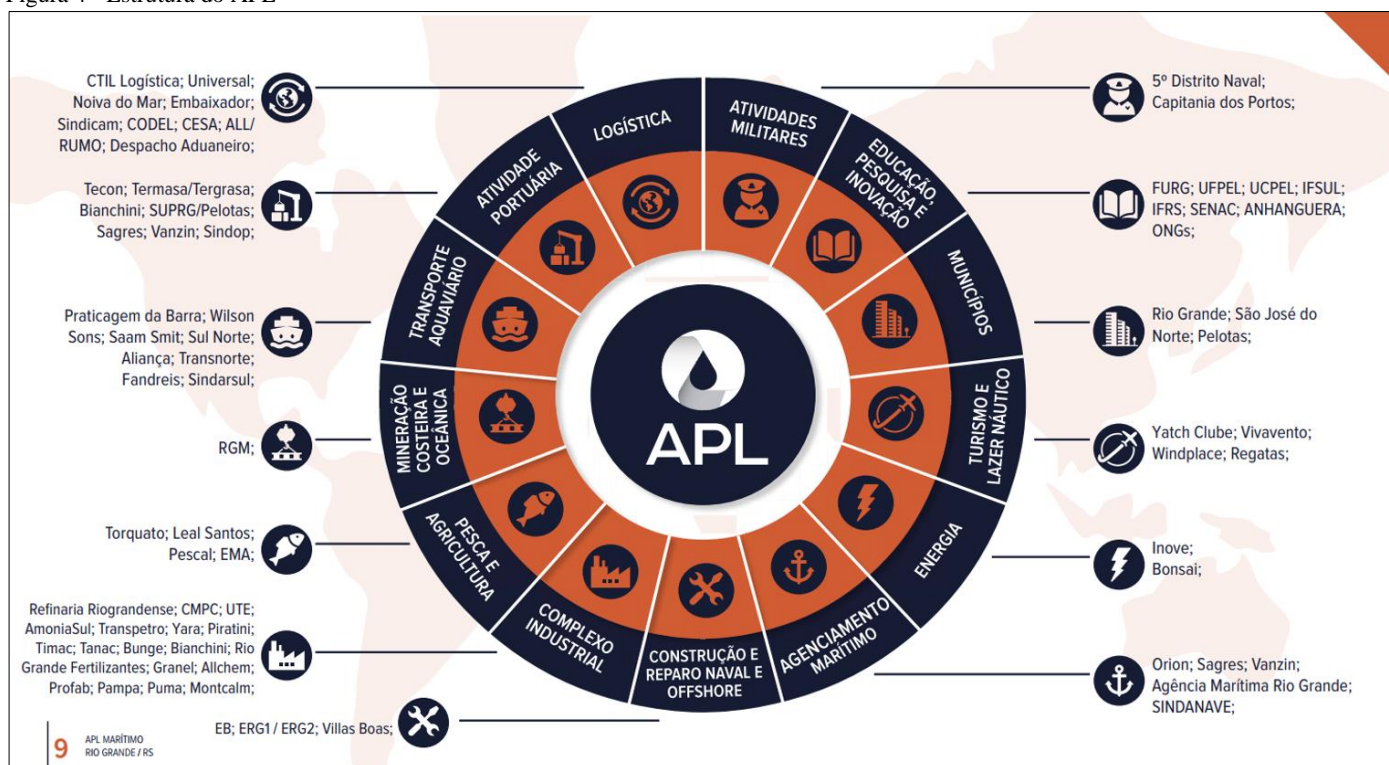 Figura 4 - Estrutura do APL
CTIL Logística; Universal;
Noiva do Mar; Embaixador;
Sindicam; CODEL; CESA; ALL/
RUMO; Despacho Aduaneiro;
Tecon; Termasa/Tergrasa;
Bianchini; SUPRG/Pelotas;
Sagres; Vanzin; Sindop;
Praticagem da Barra; Wilson
Sons; Saam Smit; Sul Norte;
Aliança; Transnorte;
Fandreis; Sindarsul;
RGM;
Torquato; Leal Santos;
Pescal; EMA;
Refinaria Riograndense; CMPC; UTE;
AmoniaSul; Transpetro; Yara; Piratini;
Timac; Tanac; Bunge; Bianchini; Rio
Grande Fertilizantes; Granel; Allchem;
Profab; Pampa; Puma; Montcalm;
EB; ERG1 / ERG2; Villas Boas;
LOGÍSTICA
ATIVIDADES
MILITARES
EDUCAÇÃO,
PESQUISA E
INOVAÇÃO
MUNICÍPIOS
TURISMO E
LAZER NÁUTICO
ENERGIA
AGENCIAMENTO
MARÍTIMO
CONSTRUÇÃO E
REPARO NAVAL E
OFFSHORE
COMPLEXO
INDUSTRIAL
PESCA E
AGRICULTURA
MINERAÇÃO
COSTEIRA E
OCEÂNICA
TRANSPORTE
AQUAVIÁRIO
ATIVIDADE
PORTUÁRIA
APL
5º Distrito Naval;
Capitania dos Portos;
FURG; UFPEL; UCPEL; IFSUL;
IFRS; SENAC; ANHANGUERA;
ONGs;
Rio Grande; São José do
Norte; Pelotas;
Yatch Clube; Vivavento;
Windplace; Regatas;
Inove;
Bonsai;
Orion; Sagres; Vanzin;
Agência Marítima Rio Grande;
SINDANAVE;
9
APL MARÍTIMO
RIO GRANDE / RS